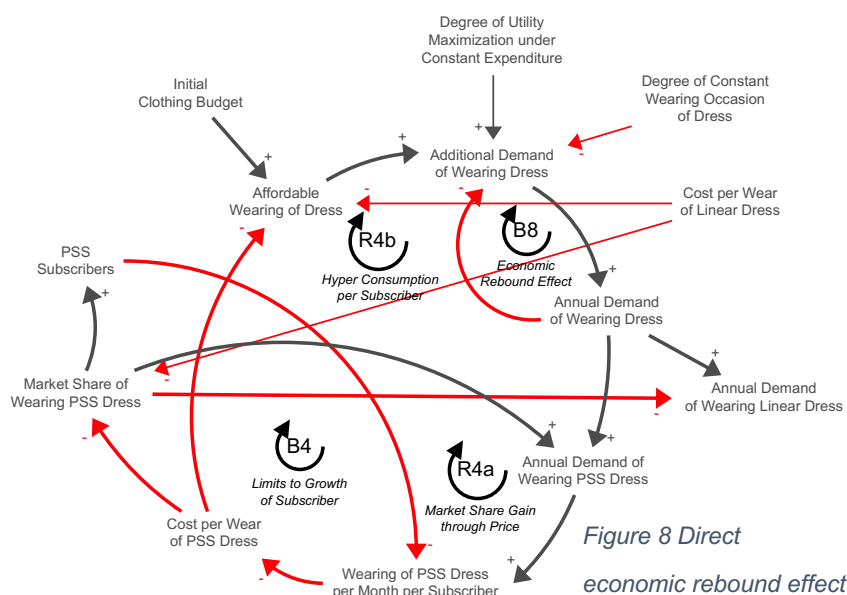 Degree of Utility
Maximization under
Constant Expenditure
Initial
Clothing Budget
Degree of Constant
Wearing Occasion
of Dress
+
+
+
-
Additional Demand
of Wearing Dress
-
-
-
Affordable
Wearing of Dress
Cost per Wear
of Linear Dress
-
R4b
B8
PSS
Subscribers
Hyper Consumption
per Subscriber
Economic
Rebound Effect
+
+
Annual Demand
of Wearing Dress
+
Market Share of
Wearing PSS Dress
-
Annual Demand
of Wearing Linear Dress
-
-
+
+
B4
R4a
Annual Demand of
Wearing PSS Dress
Limits to Growth
of Subscriber
Market Share Gain
through Price
Cost per Wear
of PSS Dress
Figure 8 Direct
-
+
Wearing of PSS Dress
per Month per Subscriber
-
economic rebound effect